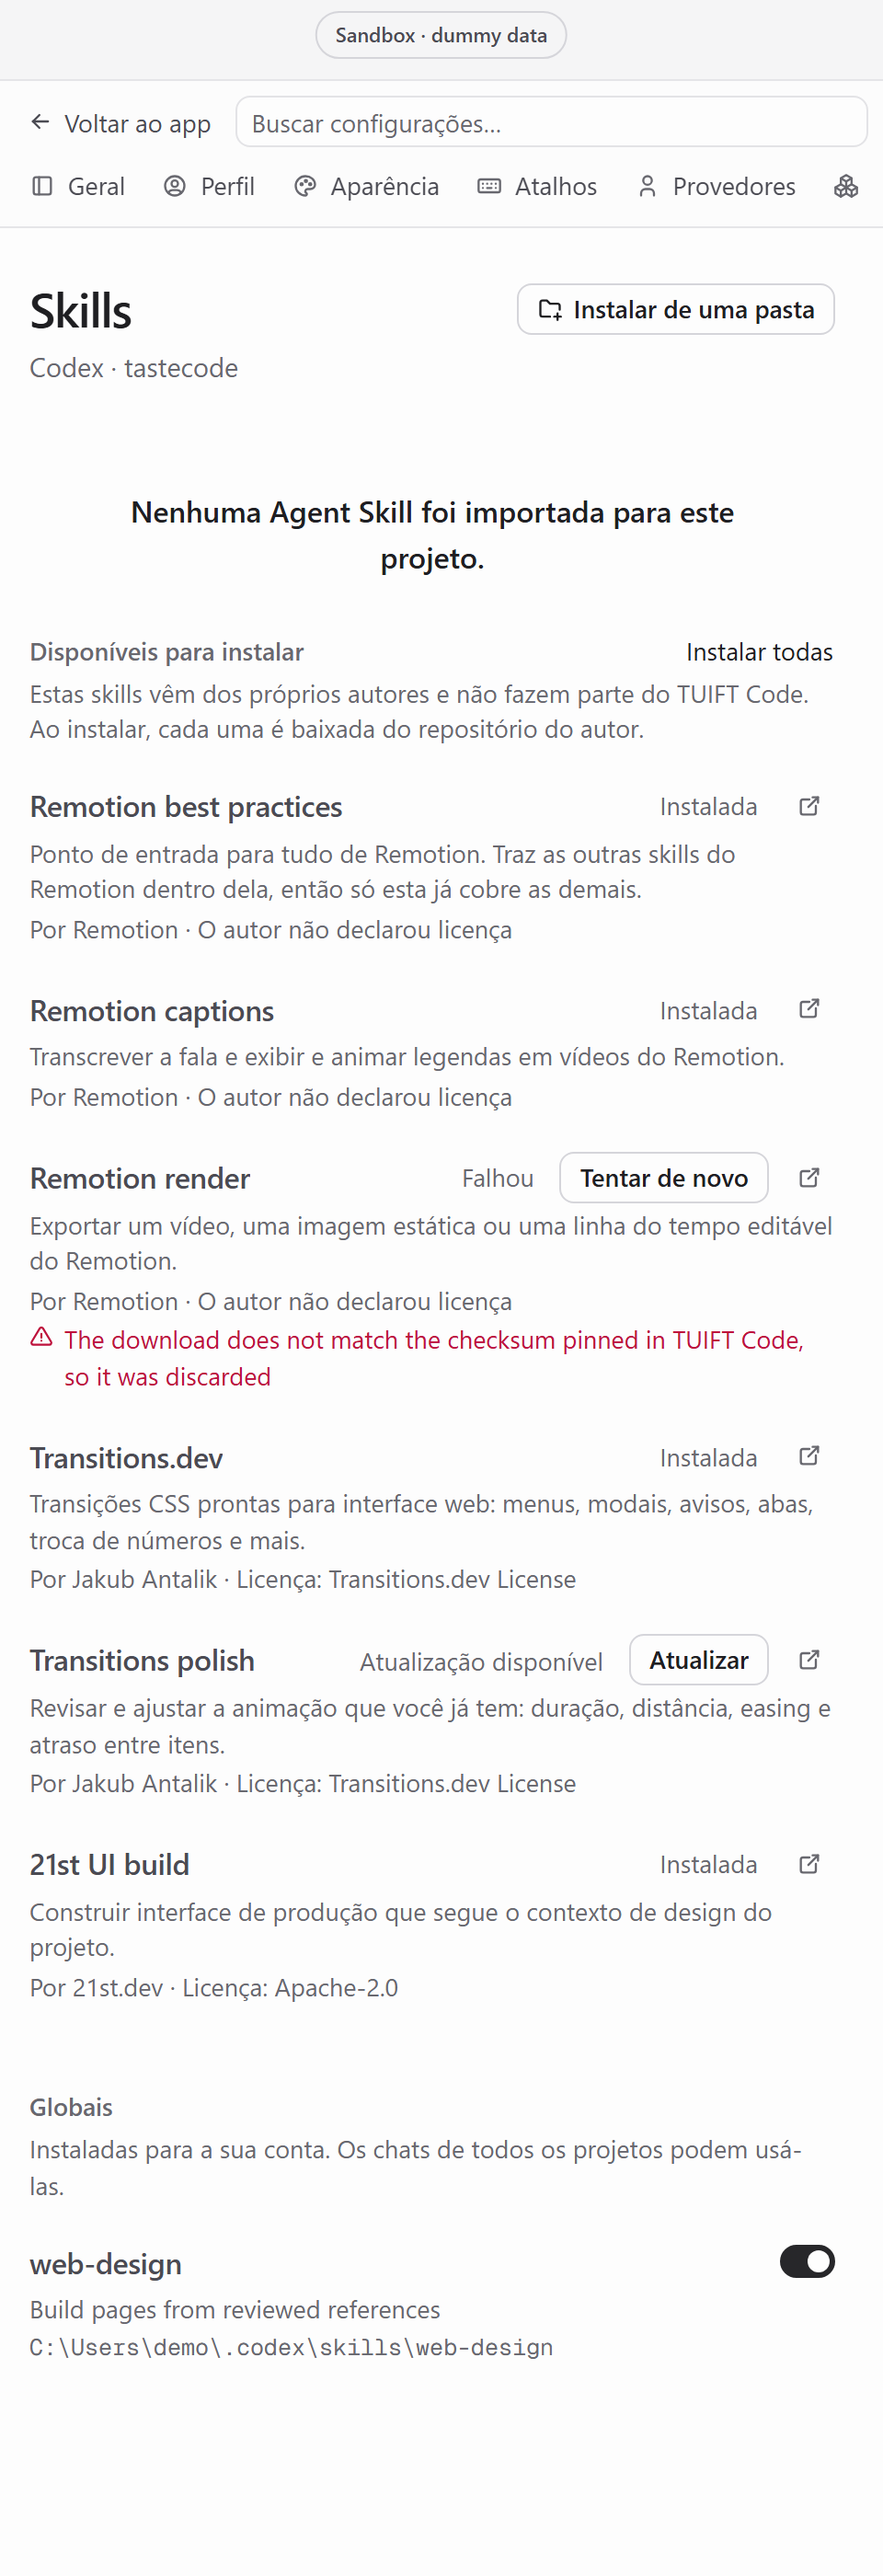 Sandbox · dummy data
Voltar ao app
Buscar configurações...
Geral
Perfil
Aparência
Atalhos
Provedores
Skills
Instalar de uma pasta
Codex · tastecode
Nenhuma Agent Skill foi importada para este
projeto.
Disponíveis para instalar
Instalar todas
Estas skills vêm dos próprios autores e não fazem parte do TUIFT Code.
Ao instalar, cada uma é baixada do repositório do autor.
Remotion best practices
Instalada
Ponto de entrada para tudo de Remotion. Traz as outras skills do
Remotion dentro dela, então só esta já cobre as demais.
Por Remotion · O autor não declarou licença
Remotion captions
Instalada
Transcrever a fala e exibir e animar legendas em vídeos do Remotion.
Por Remotion · O autor não declarou licença
Remotion render
Falhou
Tentar de novo
Exportar um vídeo, uma imagem estática ou uma linha do tempo editável
do Remotion.
Por Remotion · O autor não declarou licença
The download does not match the checksum pinned in TUIFT Code,
so it was discarded
Transitions.dev
Instalada
Transições CSS prontas para interface web: menus, modais, avisos, abas,
troca de números e mais.
Por Jakub Antalik · Licença: Transitions.dev License
Transitions polish
Atualização disponível
Atualizar
Revisar e ajustar a animação que você já tem: duração, distância, easing e
atraso entre itens.
Por Jakub Antalik · Licença: Transitions.dev License
21st UI build
Instalada
Construir interface de produção que segue o contexto de design do
projeto.
Por 21st.dev · Licença: Apache-2.0
Globais
Instaladas para a sua conta. Os chats de todos os projetos podem usá-
las.
web-design
Build pages from reviewed references
C:\Users\demo\.codex\skills\web-design